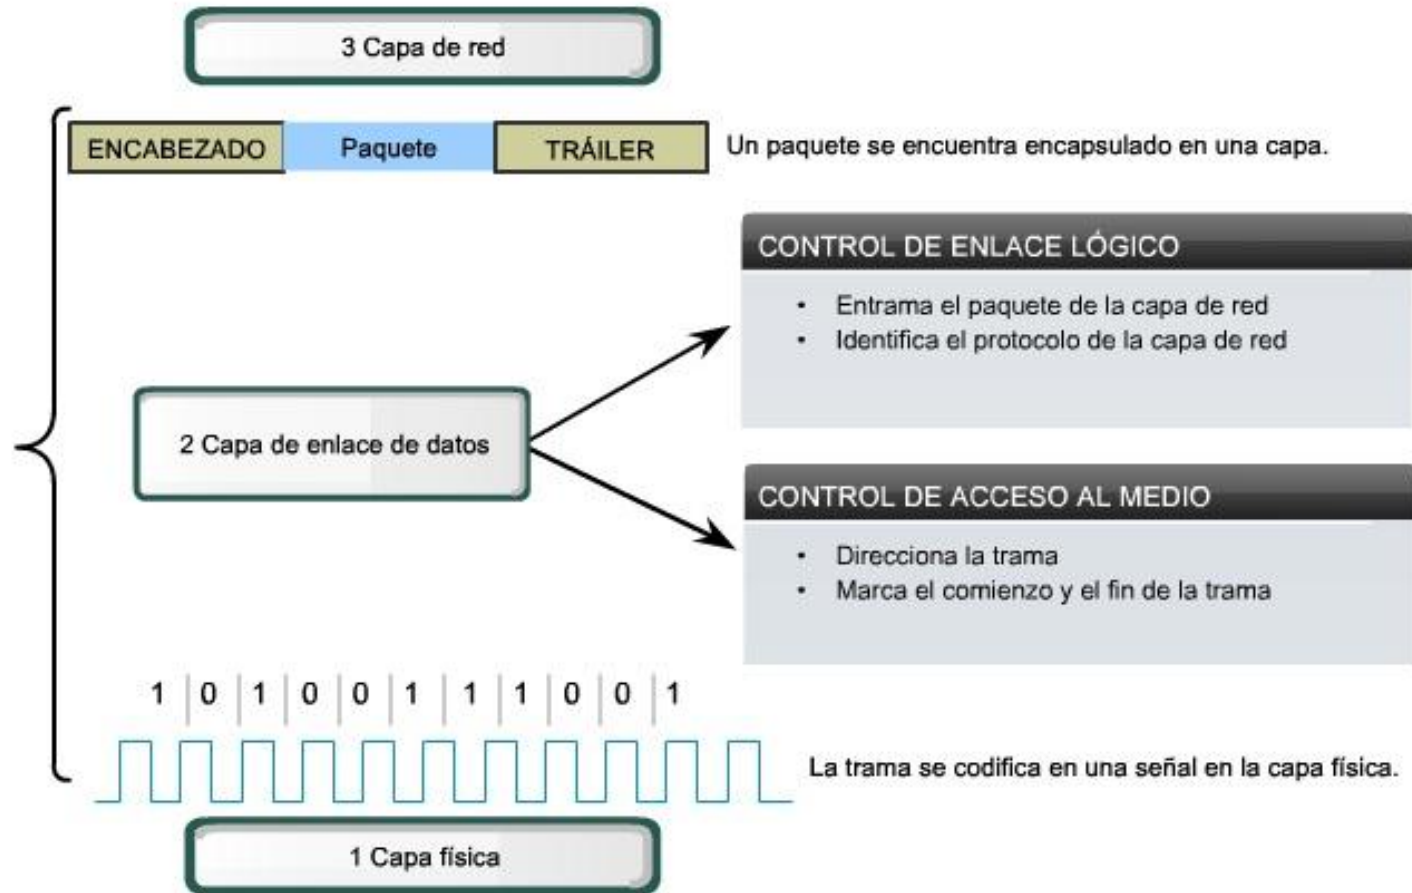 3 Capa de red
ENCABEZADO Paquete TRÁILER
Un paquete se encuentra encapsulado en una capa.
CONTROL DE ENLACE LÓGICO
• Entrama el paquete de la capa de red
• Identifica el protocolo de la capa de red
2 Capa de enlace de datos
CONTROL DE ACCESO AL MEDIO
• Direcciona la trama
• Marca el comienzo y el fin de la trama
1 0 1 0 0 1 1 1 0 0 1
La trama se codifica en una señal en la capa física.
1 Capa física